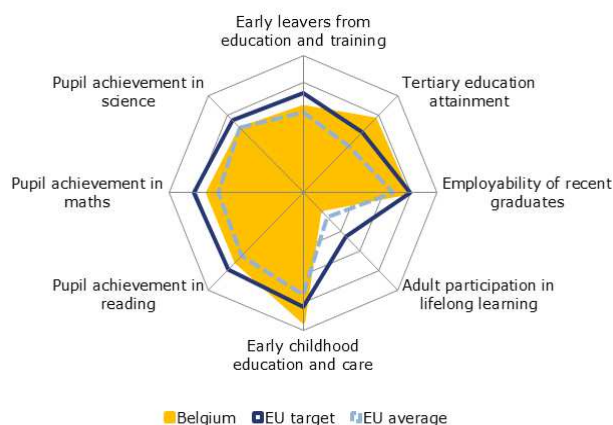 Early leavers from
education and training
Pupil achievement in
science
Tertiary education
attainment
Pupil achievement in
maths
Employability of recent
graduates
Pupil achievement in
reading
Adult participation in
lifelong learning
Early childhood
education and care
Belgium EU target EU average